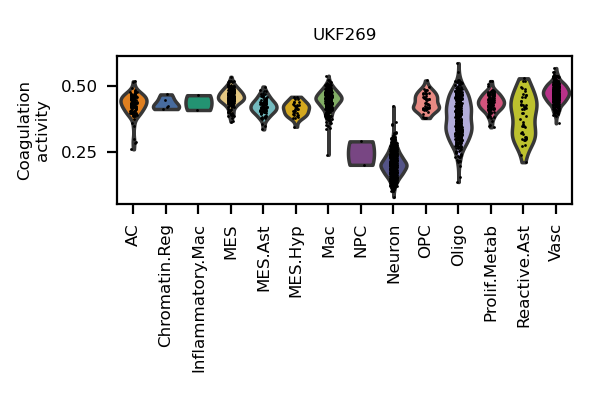 UKF269
Coagulation
activity
0.50
0.25
AC
Chromatin.Reg
Inflammatory.Mac
MES
MES.Ast
MES.Hyp
Mac
NPC
Neuron
OPC
Oligo
Prolif.Metab
Reactive.Ast
Vasc